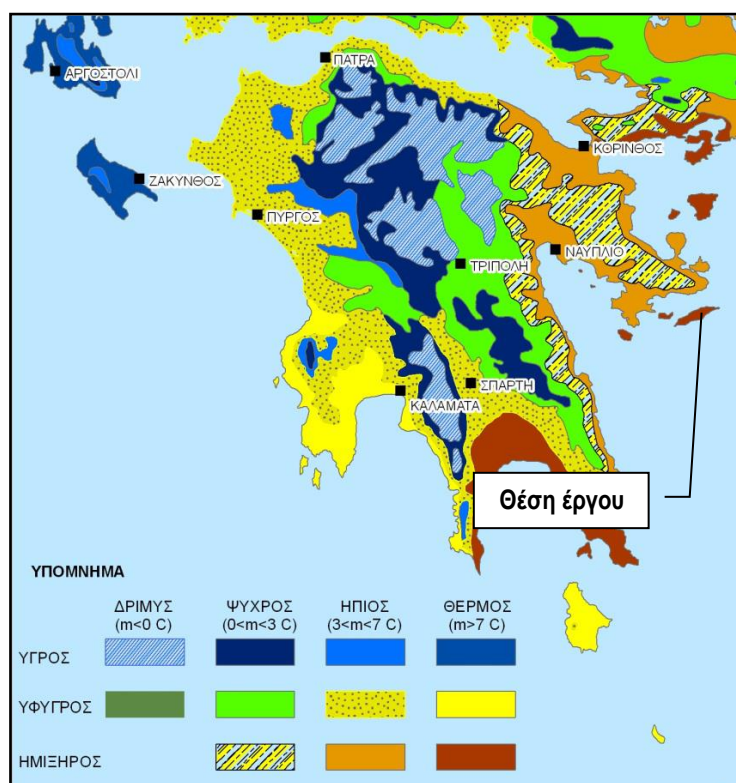 ΠΑΤΡΑ
ΑΡΓΟΣΤΟΛΙ
ΚΟΡΙΝΘΟΣ
ΖΑΚΥΝΘΟΣ
ΠΥΡΓΟΣ
ΝΑΥΠΛΙΟ
ΤΡΙΠΟΛΗ
ΣΠΑΡΤΗ
ΚΑΛΑΜΑΤΑ
Θέση έργου
ΥΠΟΜΝΗΜΑ
ΔΡΙΜΥΣ ΨΥΧΡΟΣ ΗΠΙΟΣ ΘΕΡΜΟΣ
(m<0 C) (0<m<3 C) (3<m<7 C) (m>7 C)
ΥΓΡΟΣ
ΥΦΥΓΡΟΣ
ΗΜΙΞΗΡΟΣ